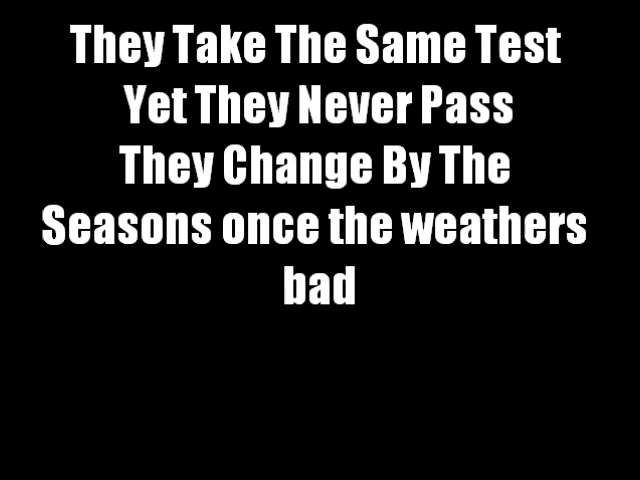 They Take The Same Test
Yet They Never Pass
They Change By The
Seasons once the weathers
bad